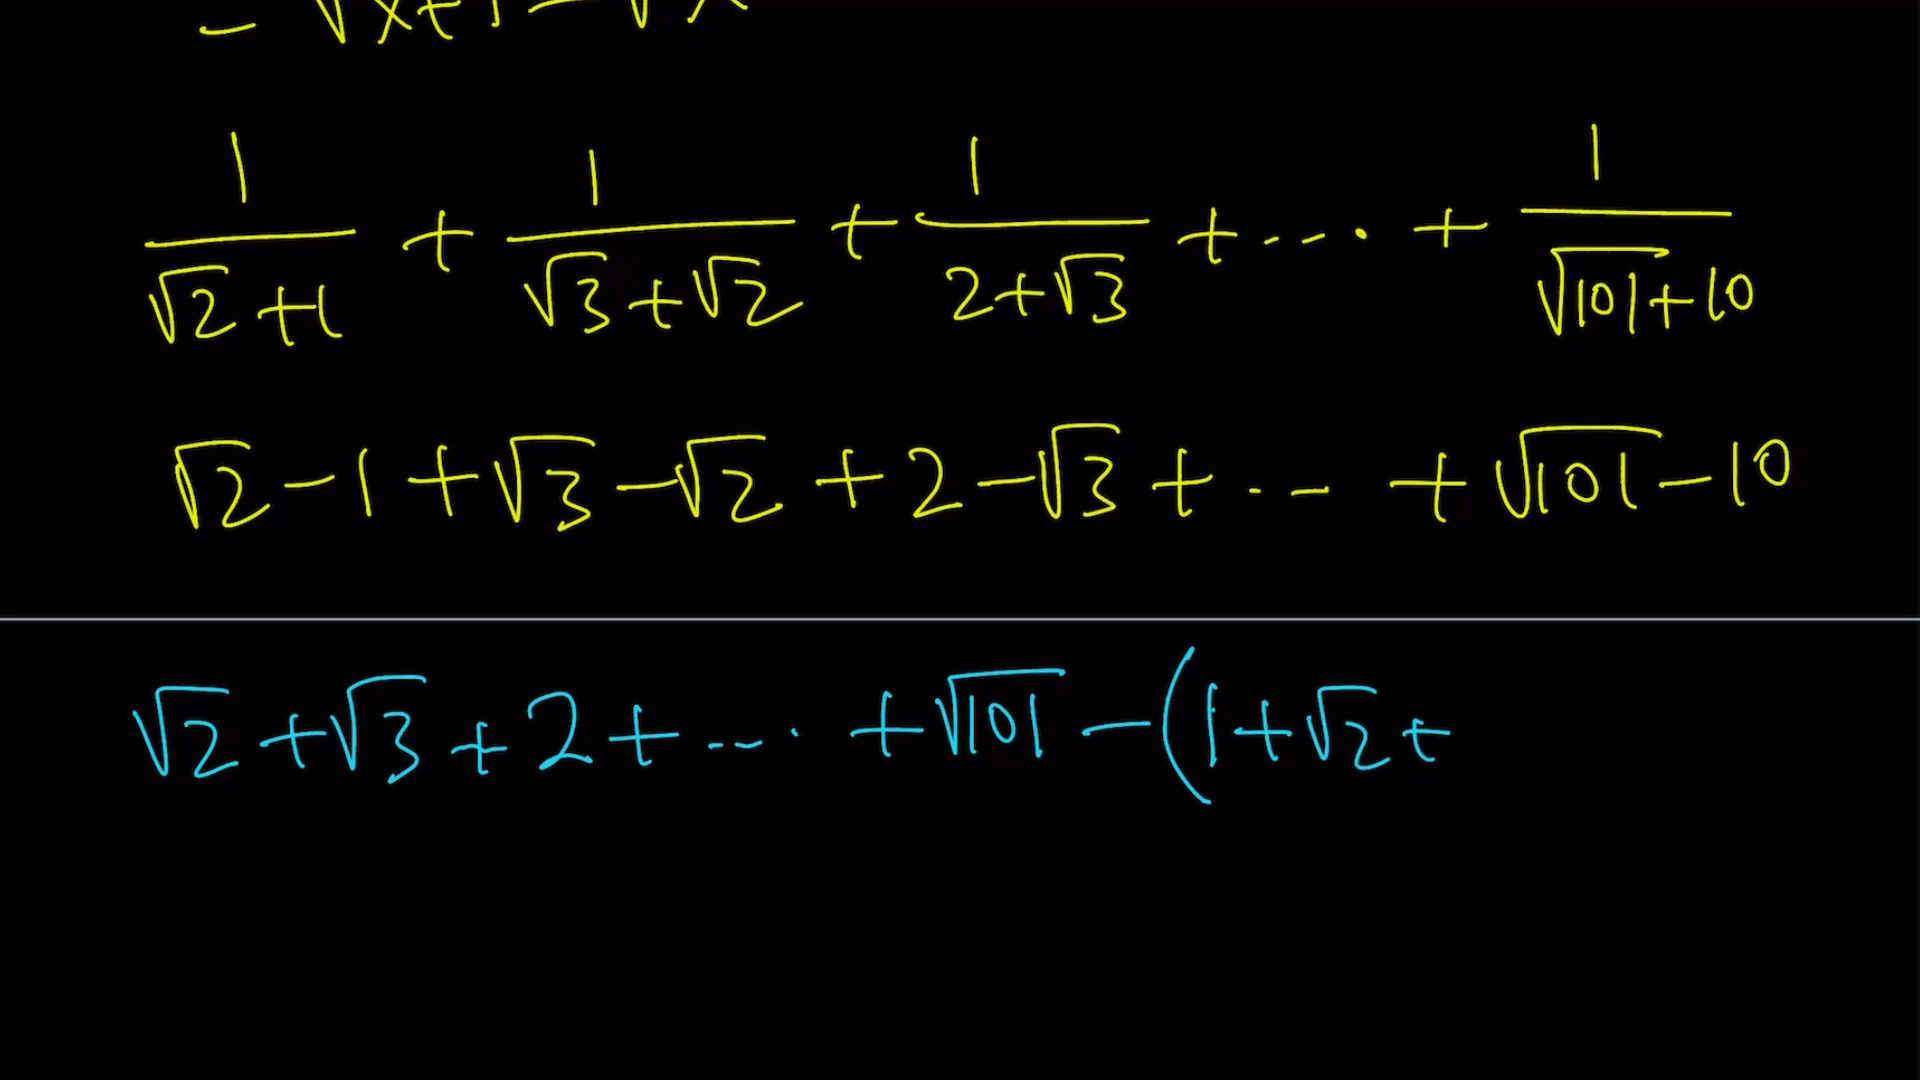 - √x+1 - √x
1/(√2+1) + 1/(√3+√2) + 1/(2+√3) + ... + 1/(√101+10)
√2-1+√3-√2+2-√3+... +√101-10
√2+√3+2+... +√101-(1+√2+